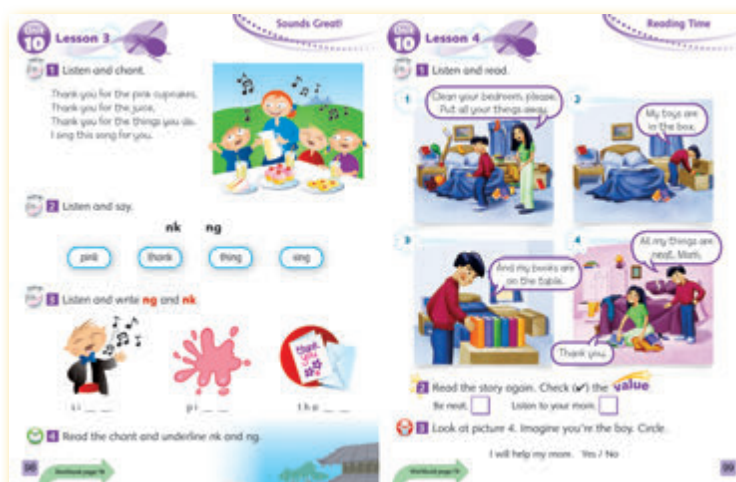 Unit
10
Lesson 3
Sounds Great!
1 Listen and chant.
Thank you for the pink cupcakes,
Thank you for the juice,
Thank you for the things you do.
I sing this song for you.
2 Listen and say.
nk ng
pink thank thing sing
3 Listen and write ng and nk
thank
you
s i _ _ p i _ _ t h a _ _
4 Read the chant and underline nk and ng.
98
Workbook page 78
Unit
10
Lesson 4
Reading Time
1 Listen and read.
1
Clean your bedroom, please.
Put all your things away.
2
My toys are
in the box.
3
And my books are
on the table.
4
All my things are
neat, Mom.
Thank you.
2 Read the story again. Check (✔) the value
Be neat. Listen to your mom.
3 Look at picture 4. Imagine you're the boy. Circle.
I will help my mom. Yes / No
Workbook page
99